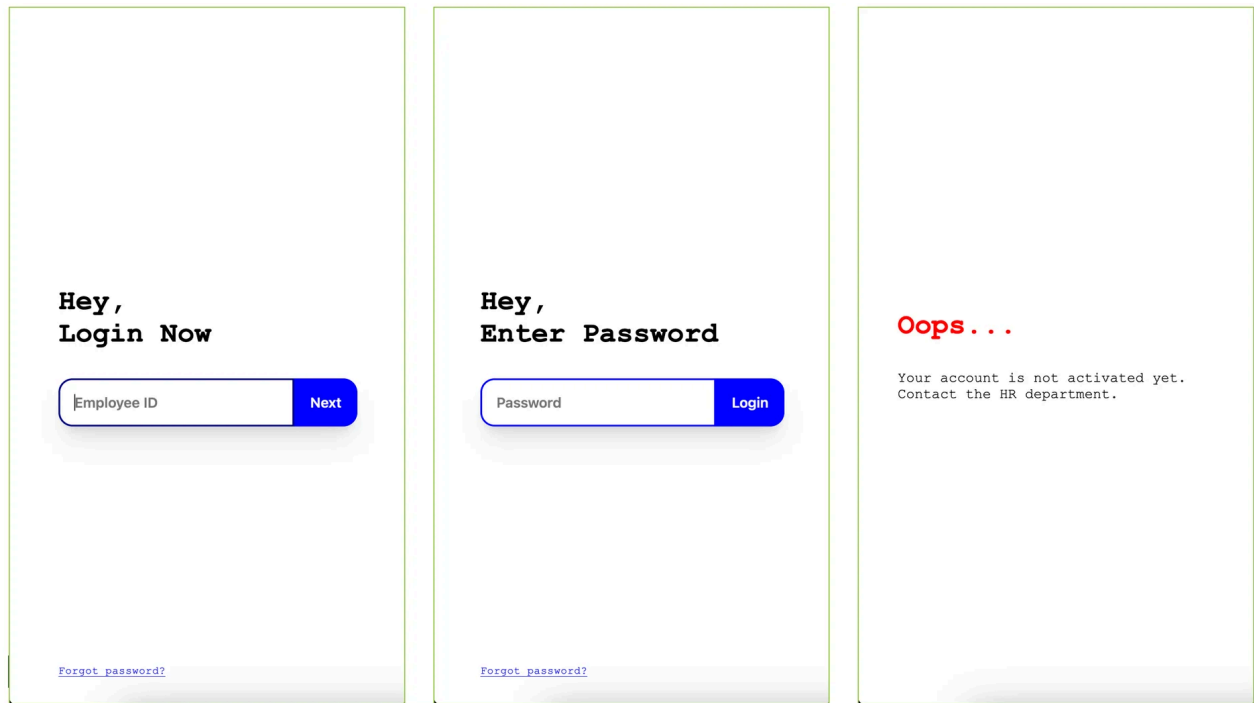 Hey,
Login Now
Employee ID
Next
Forgot password?
Hey,
Enter Password
Password
Login
Forgot password?
Oops...
Your account is not activated yet.
Contact the HR department.